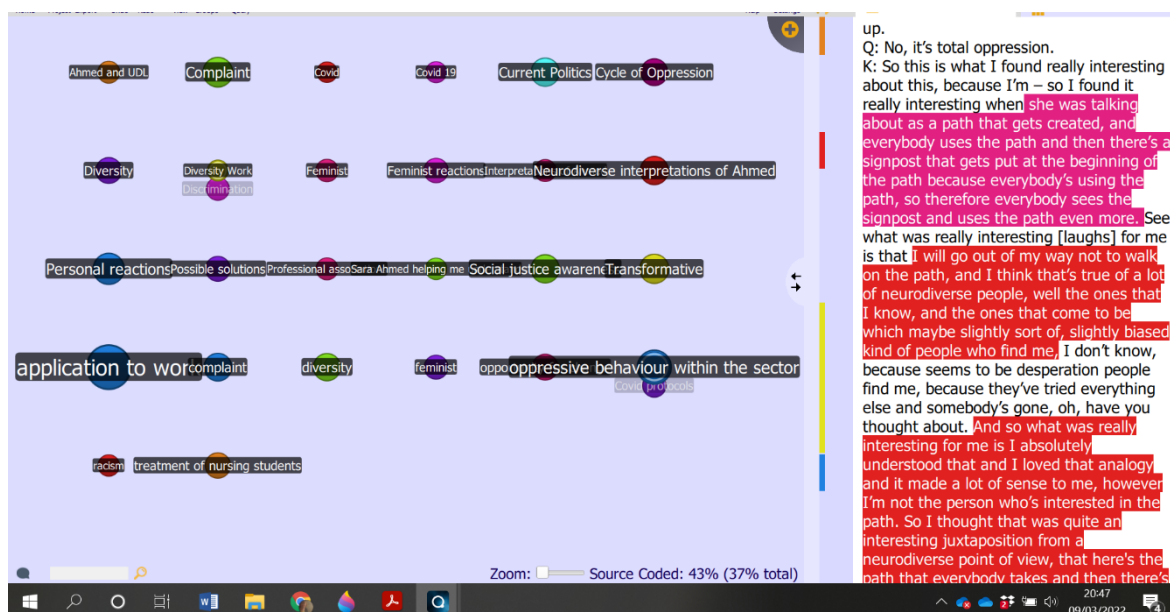 Ahmed and UDL
Complaint
Covid
Covid 19
Current Politics
Cycle of Oppression
Diversity
Diversity Work
Discrimination
Feminist
Feminist reactions
Interpreta
Neurodiverse interpretations of Ahmed
Personal reactions
Possible solutions
Professional asso
Sara Ahmed helping me
Social justice awarene
Transformative
application to wor
complaint
diversity
feminist
oppo
oppressive behaviour within the sector
Covid protocols
racism
treatment of nursing students
Zoom:
Source Coded: 43% (37% total)
up.
Q: No, it's total oppression.
K: So this is what I found really interesting
about this, because I'm – so I found it
really interesting when she was talking
about as a path that gets created, and
everybody uses the path and then there's a
signpost that gets put at the beginning of
the path because everybody's using the
path, so therefore everybody sees the
signpost and uses the path even more. See
what was really interesting [laughs] for me
is that I will go out of my way not to walk
on the path, and I think that's true of a lot
of neurodiverse people, well the ones that
I know, and the ones that come to be
which maybe slightly sort of, slightly biased
kind of people who find me, I don't know,
because seems to be desperation people
find me, because they've tried everything
else and somebody's gone, oh, have you
thought about. And so what was really
interesting for me is I absolutely
understood that and I loved that analogy
and it made a lot of sense to me, however
I'm not the person who's interested in the
path. So I thought that was quite an
interesting juxtaposition from a
neurodiverse point of view, that here's the
path that everybody takes and then there's
20:47
09/03/2022